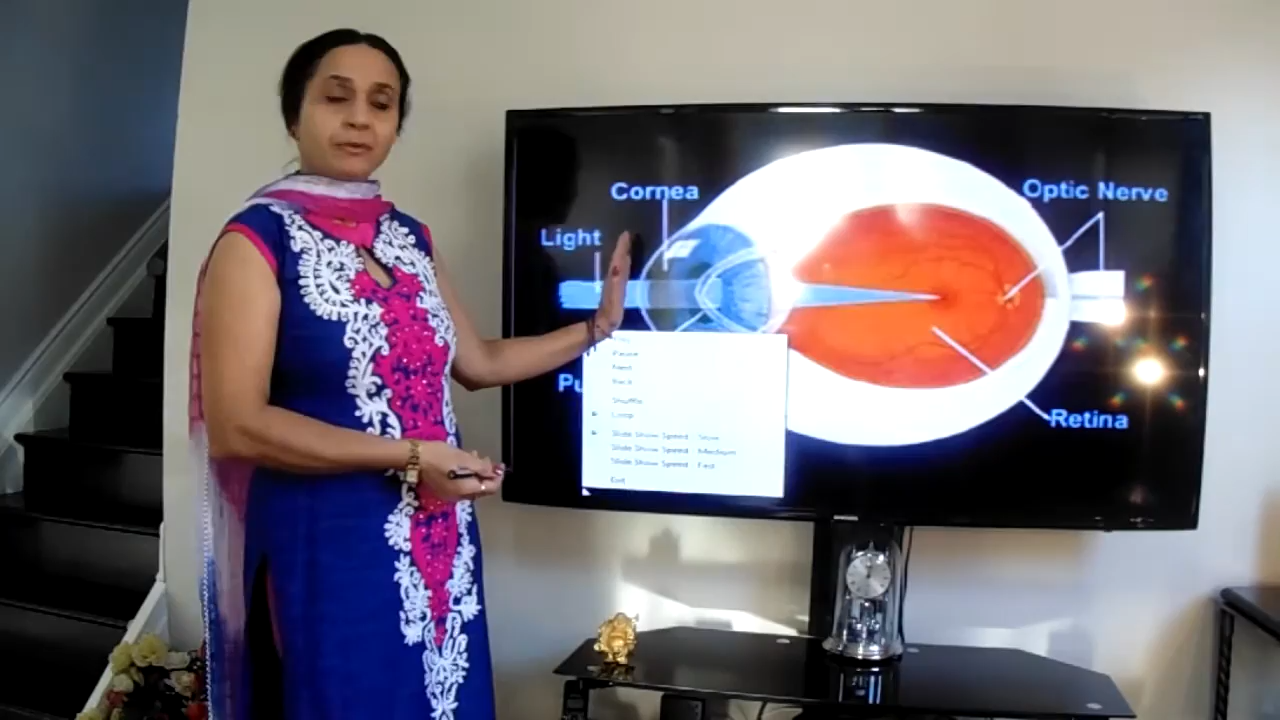 Cornea
Optic Nerve
Light
Pause
Next
Back
Shuffle
Loop
Slide Show Speed Slow
Slide Show Speed Medium
Slide Show Speed Fast
Exit
Retina